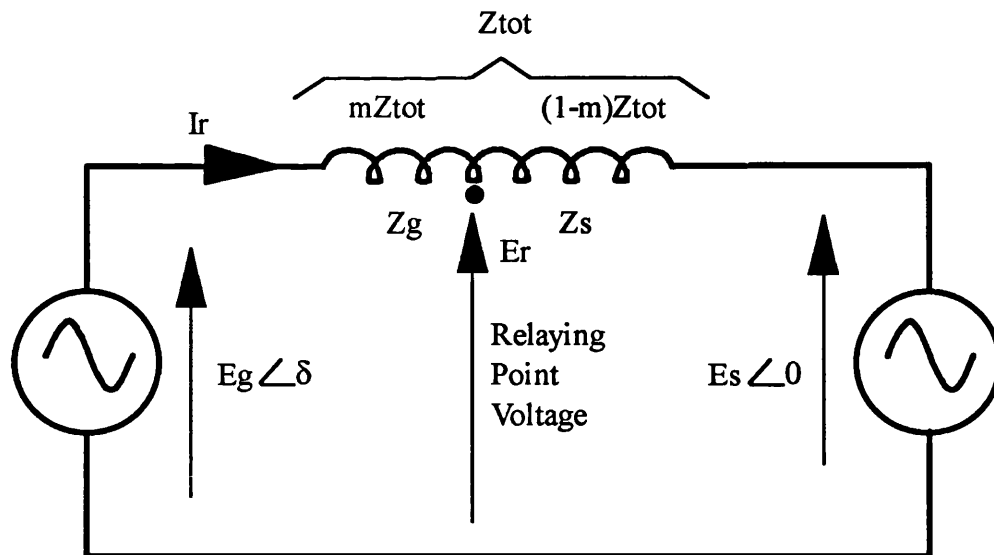 Ztot
mZtot
(1-m)Ztot
Ir
Zg
Zs
Er
Eg∠δ
Relaying
Point
Voltage
Es∠0